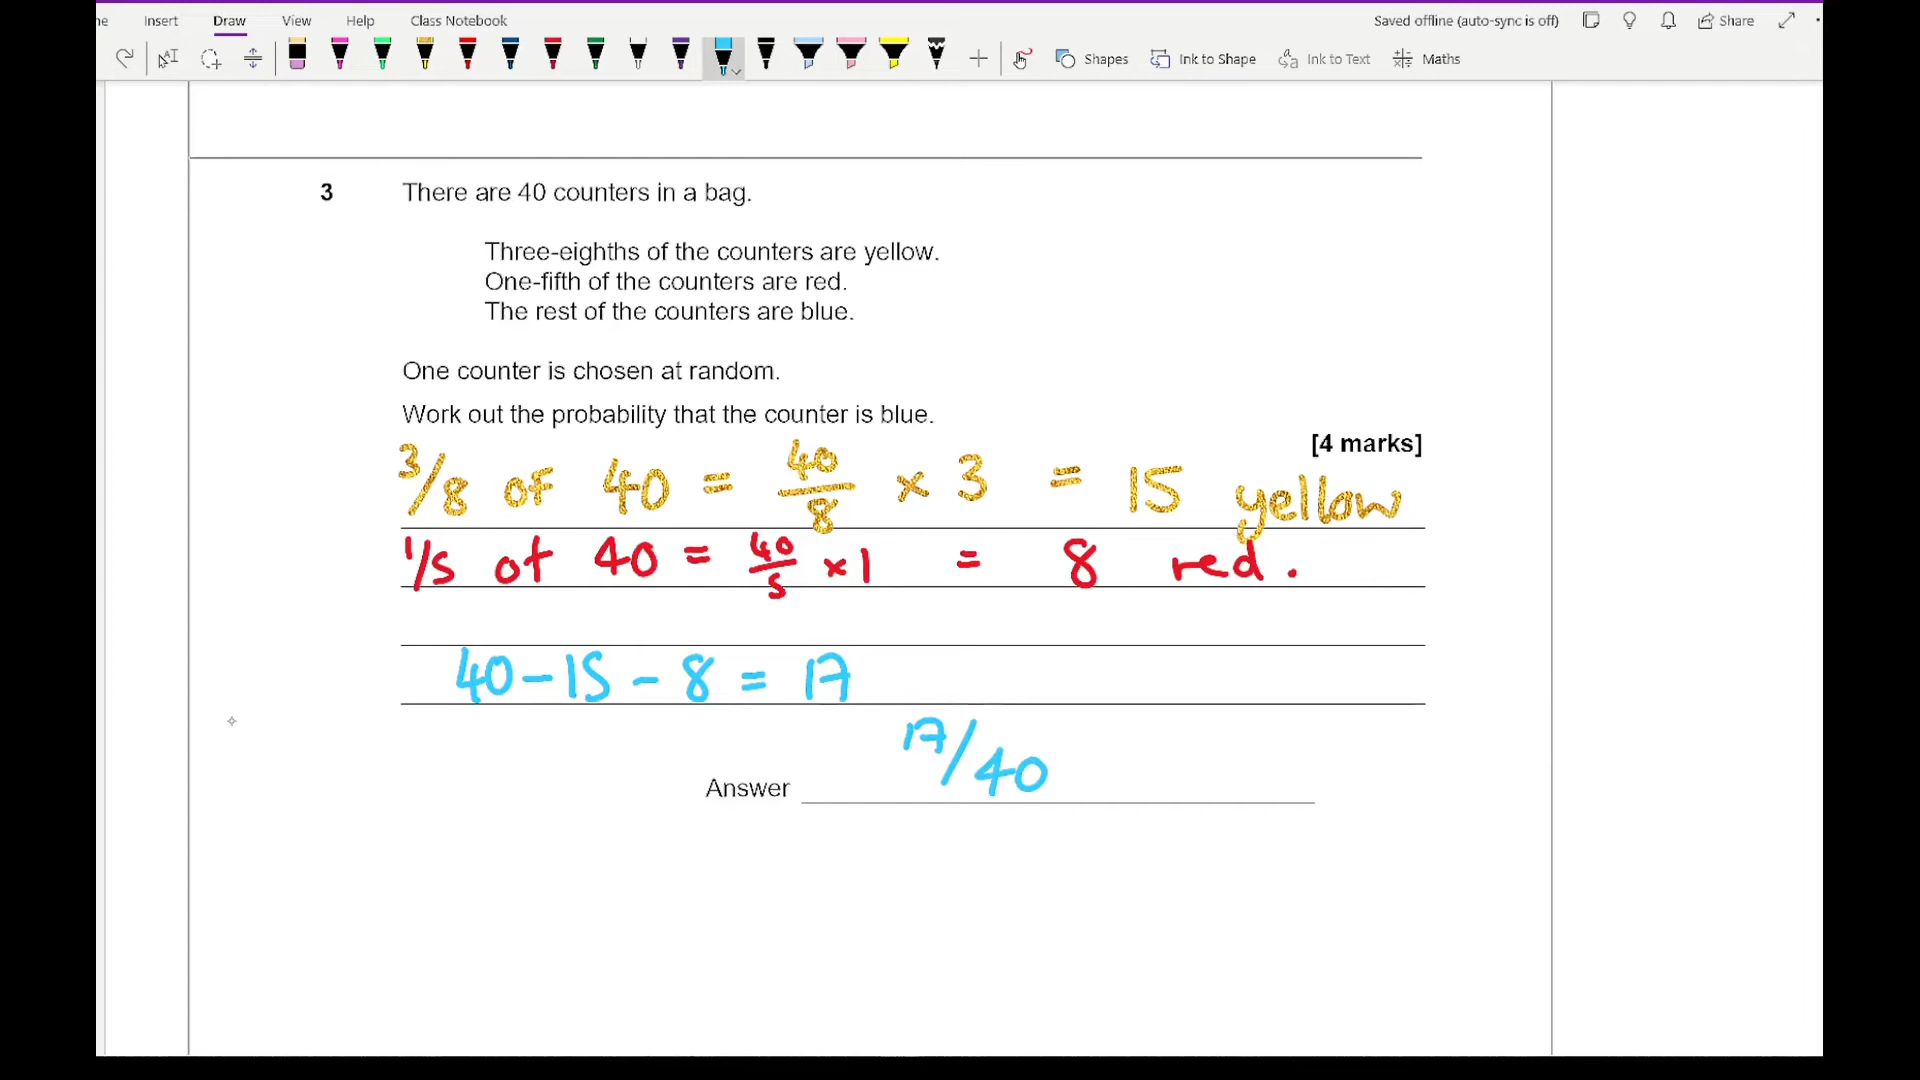 Insert Draw View Help Class Notebook Saved offline (auto-sync is off) Share
Shapes Ink to Shape Ink to Text Maths
3 There are 40 counters in a bag.
Three-eighths of the counters are yellow.
One-fifth of the counters are red.
The rest of the counters are blue.
One counter is chosen at random.
Work out the probability that the counter is blue.
[4 marks]
3/8 of 40 = 40/8 × 3 = 15 yellow
1/5 of 40 = 40/5 ×1 = 8 red.
40-15-8 = 17
17/40
Answer